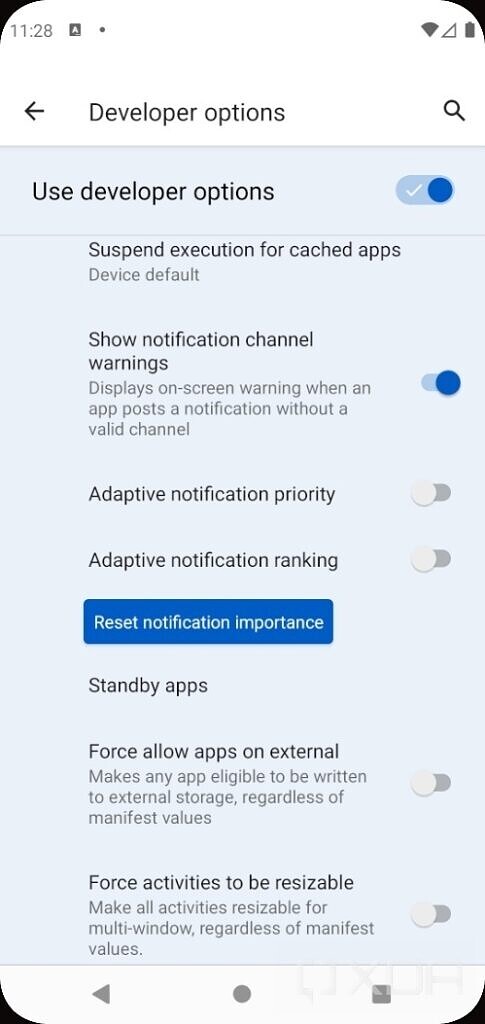 11:28
Developer options
Use developer options
Suspend execution for cached apps
Device default
Show notification channel
warnings
Displays on-screen warning when an
app posts a notification without a
valid channel
Adaptive notification priority
Adaptive notification ranking
Reset notification importance
Standby apps
Force allow apps on external
Makes any app eligible to be written
to external storage, regardless of
manifest values
Force activities to be resizable
Make all activities resizable for
multi-window, regardless of manifest
values.
XDA